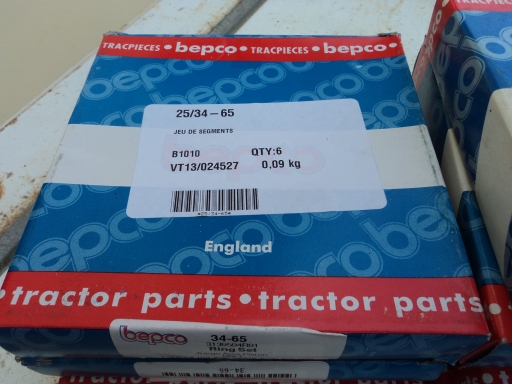 TRACPIECES • bepco • TRACPIECES • bepco •
25/34-65
JEU DE SEGMENTS
B1010 QTY:6
VT13/024527 0,09 kg
England
• tractor parts • tractor parts •
bepco
34-65
Ring Set